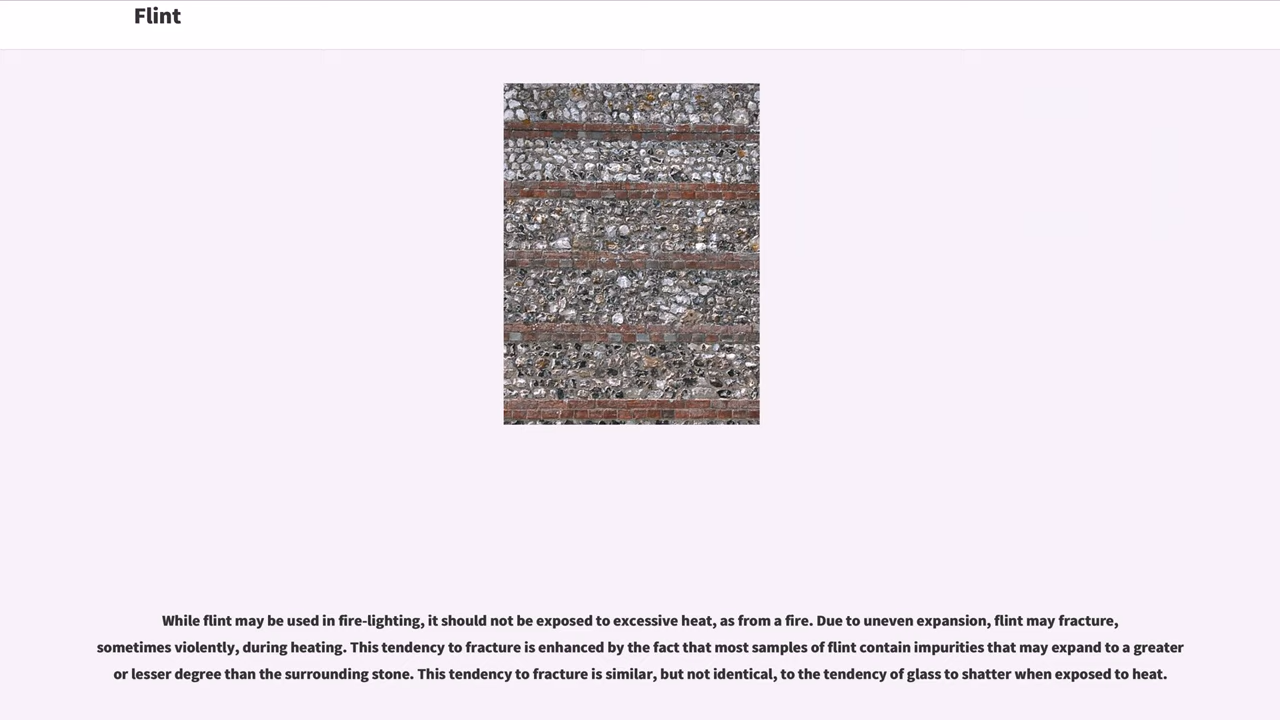 Flint
While flint may be used in fire-lighting, it should not be exposed to excessive heat, as from a fire. Due to uneven expansion, flint may fracture,
sometimes violently, during heating. This tendency to fracture is enhanced by the fact that most samples of flint contain impurities that may expand to a greater
or lesser degree than the surrounding stone. This tendency to fracture is similar, but not identical, to the tendency of glass to shatter when exposed to heat.